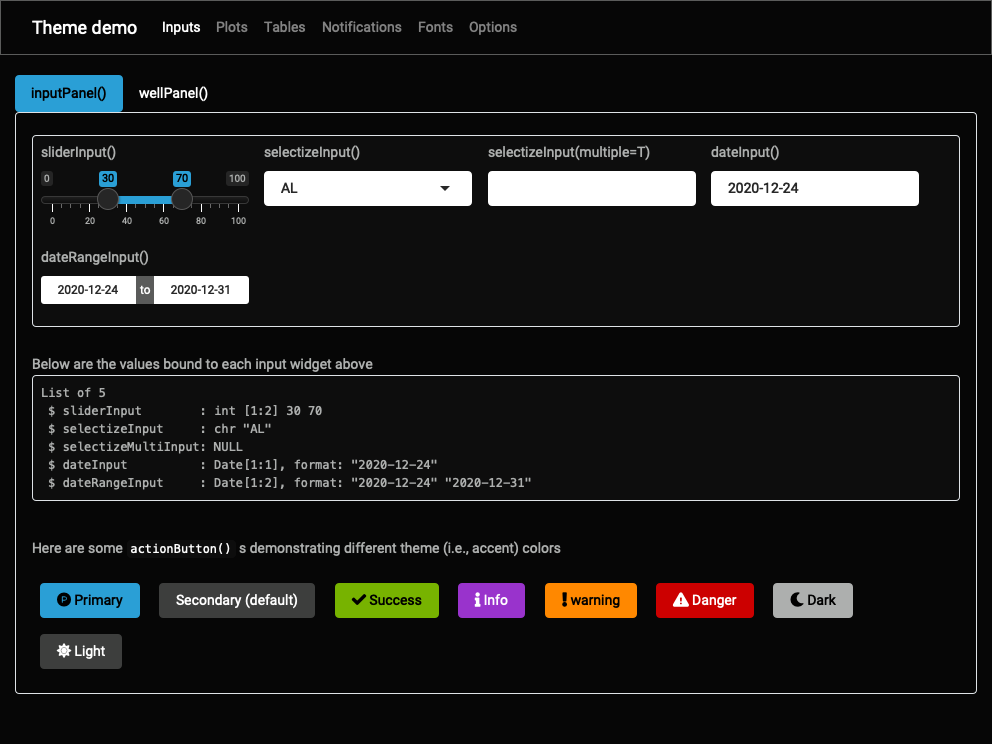 Theme demo Inputs Plots Tables Notifications Fonts Options
inputPanel() wellPanel()
sliderInput() selectizeInput() selectizeInput(multiple=T) dateInput()
0 30 70 100
AL 2020-12-24
0 20 40 60 80 100
dateRangeInput()
2020-12-24 to 2020-12-31
Below are the values bound to each input widget above
List of 5
 $ sliderInput        : int [1:2] 30 70
 $ selectizeInput     : chr "AL"
 $ selectizeMultiInput: NULL
 $ dateInput          : Date[1:1], format: "2020-12-24"
 $ dateRangeInput     : Date[1:2], format: "2020-12-24" "2020-12-31"
Here are some actionButton() s demonstrating different theme (i.e., accent) colors
Primary Secondary (default) Success Info warning Danger Dark
Light